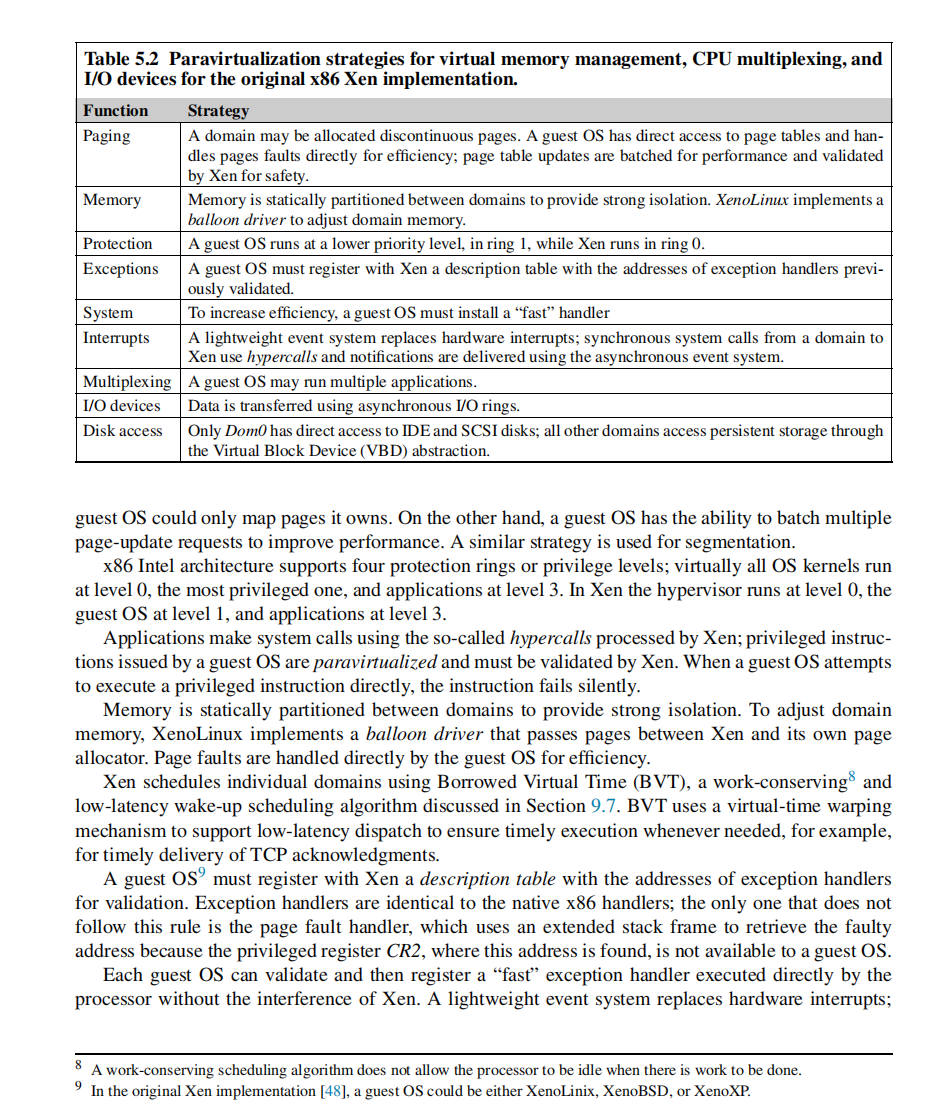 Table 5.2 Paravirtualization strategies for virtual memory management, CPU multiplexing, and
I/O devices for the original x86 Xen implementation.
Function Strategy
Paging A domain may be allocated discontinuous pages. A guest OS has direct access to page tables and han-
dles pages faults directly for efficiency; page table updates are batched for performance and validated
by Xen for safety.
Memory Memory is statically partitioned between domains to provide strong isolation. XenoLinux implements a
balloon driver to adjust domain memory.
Protection A guest OS runs at a lower priority level, in ring 1, while Xen runs in ring 0.
Exceptions A guest OS must register with Xen a description table with the addresses of exception handlers previ-
ously validated.
System To increase efficiency, a guest OS must install a “fast” handler
Interrupts A lightweight event system replaces hardware interrupts; synchronous system calls from a domain to
Xen use hypercalls and notifications are delivered using the asynchronous event system.
Multiplexing A guest OS may run multiple applications.
I/O devices Data is transferred using asynchronous I/O rings.
Disk access Only Dom0 has direct access to IDE and SCSI disks; all other domains access persistent storage through
the Virtual Block Device (VBD) abstraction.
guest OS could only map pages it owns. On the other hand, a guest OS has the ability to batch multiple
page-update requests to improve performance. A similar strategy is used for segmentation.
x86 Intel architecture supports four protection rings or privilege levels; virtually all OS kernels run
at level 0, the most privileged one, and applications at level 3. In Xen the hypervisor runs at level 0, the
guest OS at level 1, and applications at level 3.
Applications make system calls using the so-called hypercalls processed by Xen; privileged instruc-
tions issued by a guest OS are paravirtualized and must be validated by Xen. When a guest OS attempts
to execute a privileged instruction directly, the instruction fails silently.
Memory is statically partitioned between domains to provide strong isolation. To adjust domain
memory, XenoLinux implements a balloon driver that passes pages between Xen and its own page
allocator. Page faults are handled directly by the guest OS for efficiency.
Xen schedules individual domains using Borrowed Virtual Time (BVT), a work-conserving8 and
low-latency wake-up scheduling algorithm discussed in Section 9.7. BVT uses a virtual-time warping
mechanism to support low-latency dispatch to ensure timely execution whenever needed, for example,
for timely delivery of TCP acknowledgments.
A guest OS9 must register with Xen a description table with the addresses of exception handlers
for validation. Exception handlers are identical to the native x86 handlers; the only one that does not
follow this rule is the page fault handler, which uses an extended stack frame to retrieve the faulty
address because the privileged register CR2, where this address is found, is not available to a guest OS.
Each guest OS can validate and then register a “fast” exception handler executed directly by the
processor without the interference of Xen. A lightweight event system replaces hardware interrupts;
8 A work-conserving scheduling algorithm does not allow the processor to be idle when there is work to be done.
9 In the original Xen implementation [48], a guest OS could be either XenoLinix, XenoBSD, or XenoXP.